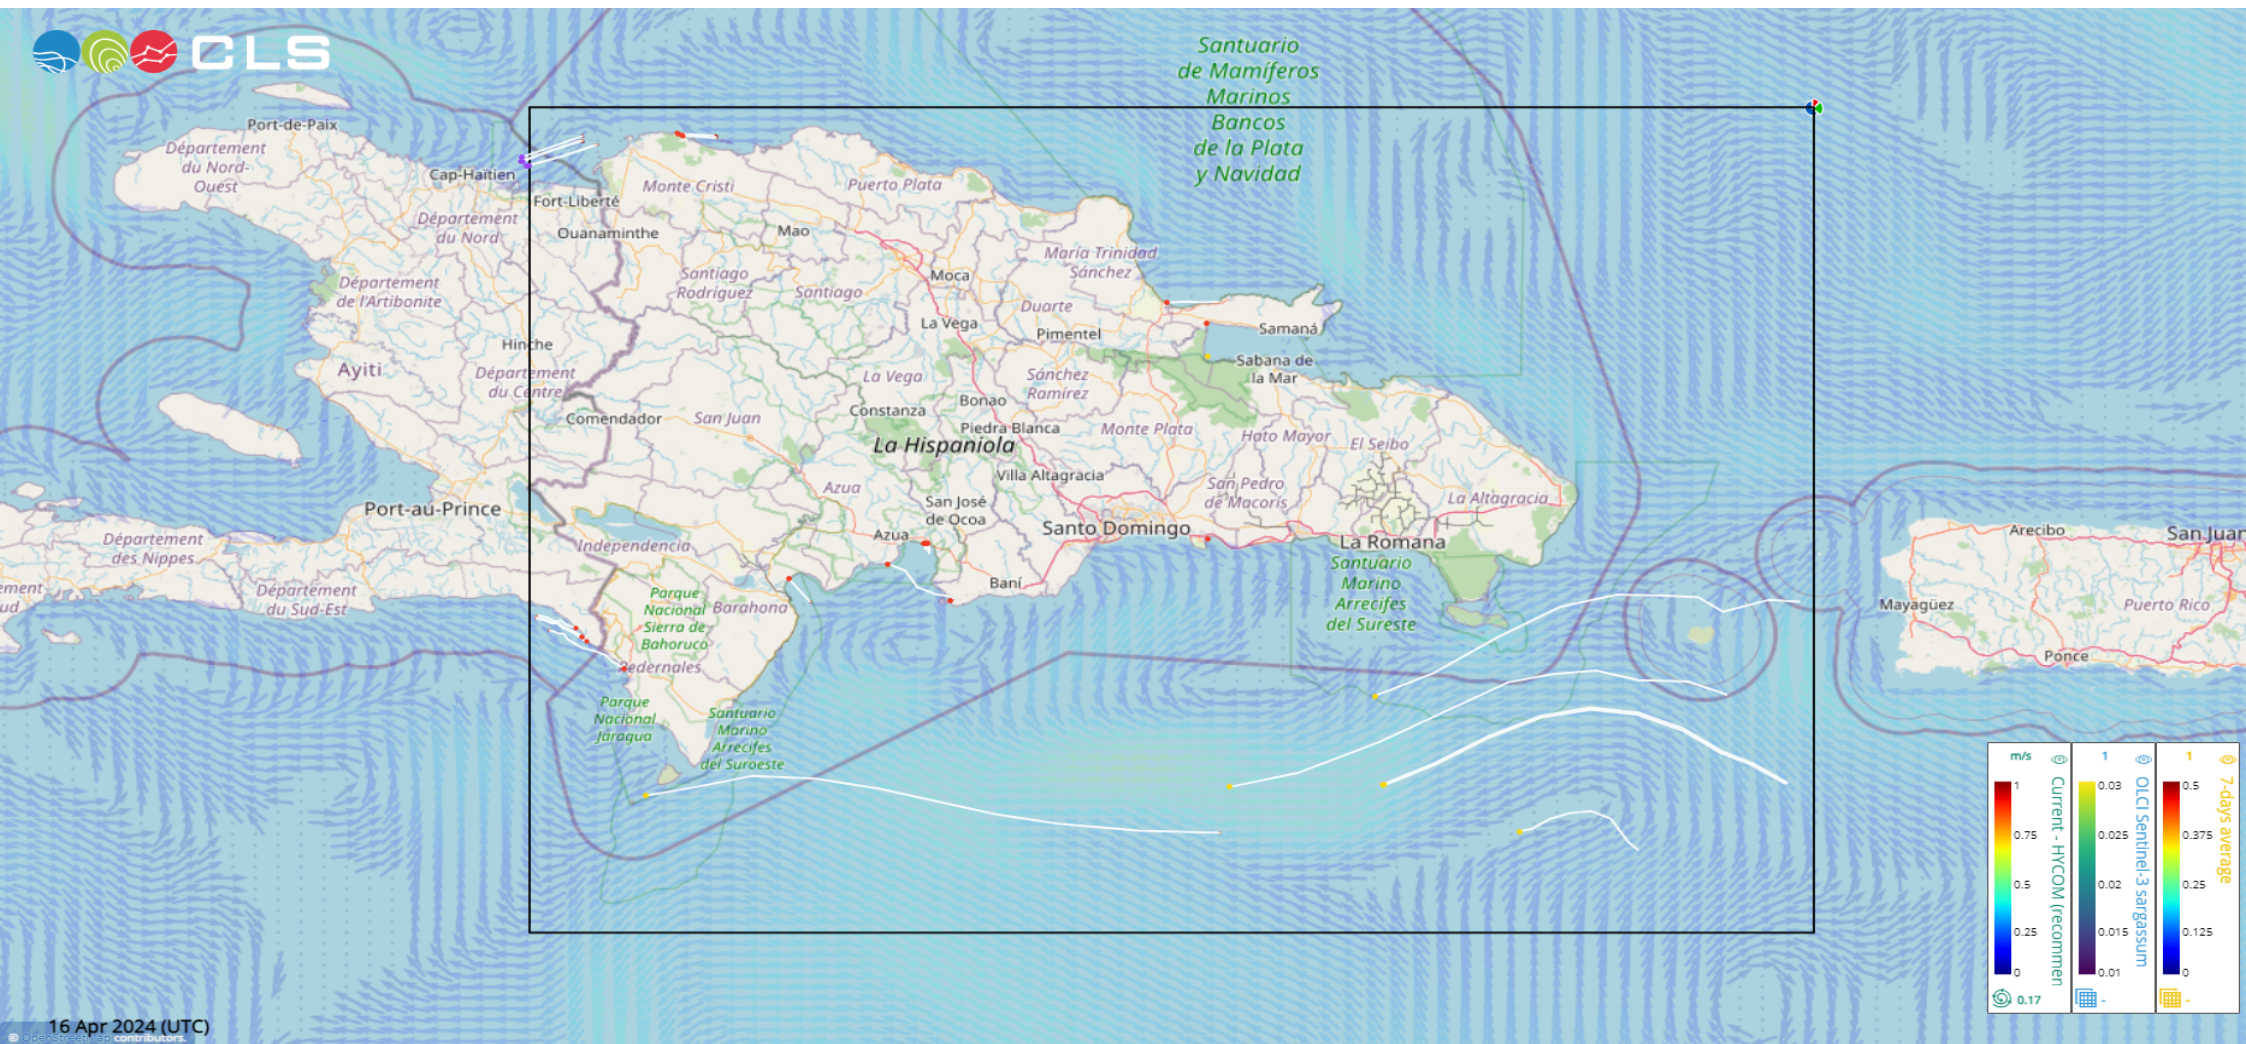 CLS
Santuario
de Mamíferos
Marinos
Bancos
de la Plata
y Navidad
Port-de-Paix
Département
du Nord-
Ouest
Cap-Haïtien
Monte Cristi
Puerto Plata
Fort-Liberté
Département
du Nord
Ouanaminthe
Mao
María Trinidad
Sánchez
Santiago
Rodríguez
Santiago
Moca
Département
de l'Artibonite
Duarte
La Vega
Pimentel
Samaná
Hinche
Sabana de
la Mar
Ayiti
Département
du Centre
La Vega
Sánchez
Ramírez
Comendador
San Juan
Constanza
Bonao
Piedra Blanca
Monte Plata
Hato Mayor
El Seibo
La Hispaniola
Villa Altagracia
Azua
San José
de Ocoa
San Pedro
de Macorís
La Altagracia
Port-au-Prince
Santo Domingo
Azua
La Romana
Arecibo
San Juan
Département
des Nippes
Independencia
Santuario
Marino
Arrecifes
del Sureste
Baní
Département
du Sud-Est
ement
ud
Parque
Nacional
Sierra de
Bahoruco
Barahona
Mayagüez
Puerto Rico
Ponce
Pedernales
Parque
Nacional
Jaragua
Santuario
Marino
Arrecifes
del Suroeste
m/s
1
0.75
0.5
0.25
0
0.17
Current - HYCOM (recommen
1
0.03
0.025
0.02
0.015
0.01
-
OLCI Sentinel-3 sargassum
1
0.5
0.375
0.25
0.125
0
-
7-days average
16 Apr 2024 (UTC)
© OpenStreetMap contributors.